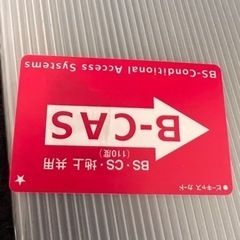 ● ビーキャス カード
BS・CS・地上 共用
(110度)
B-CAS
BS-Conditional Access Systems